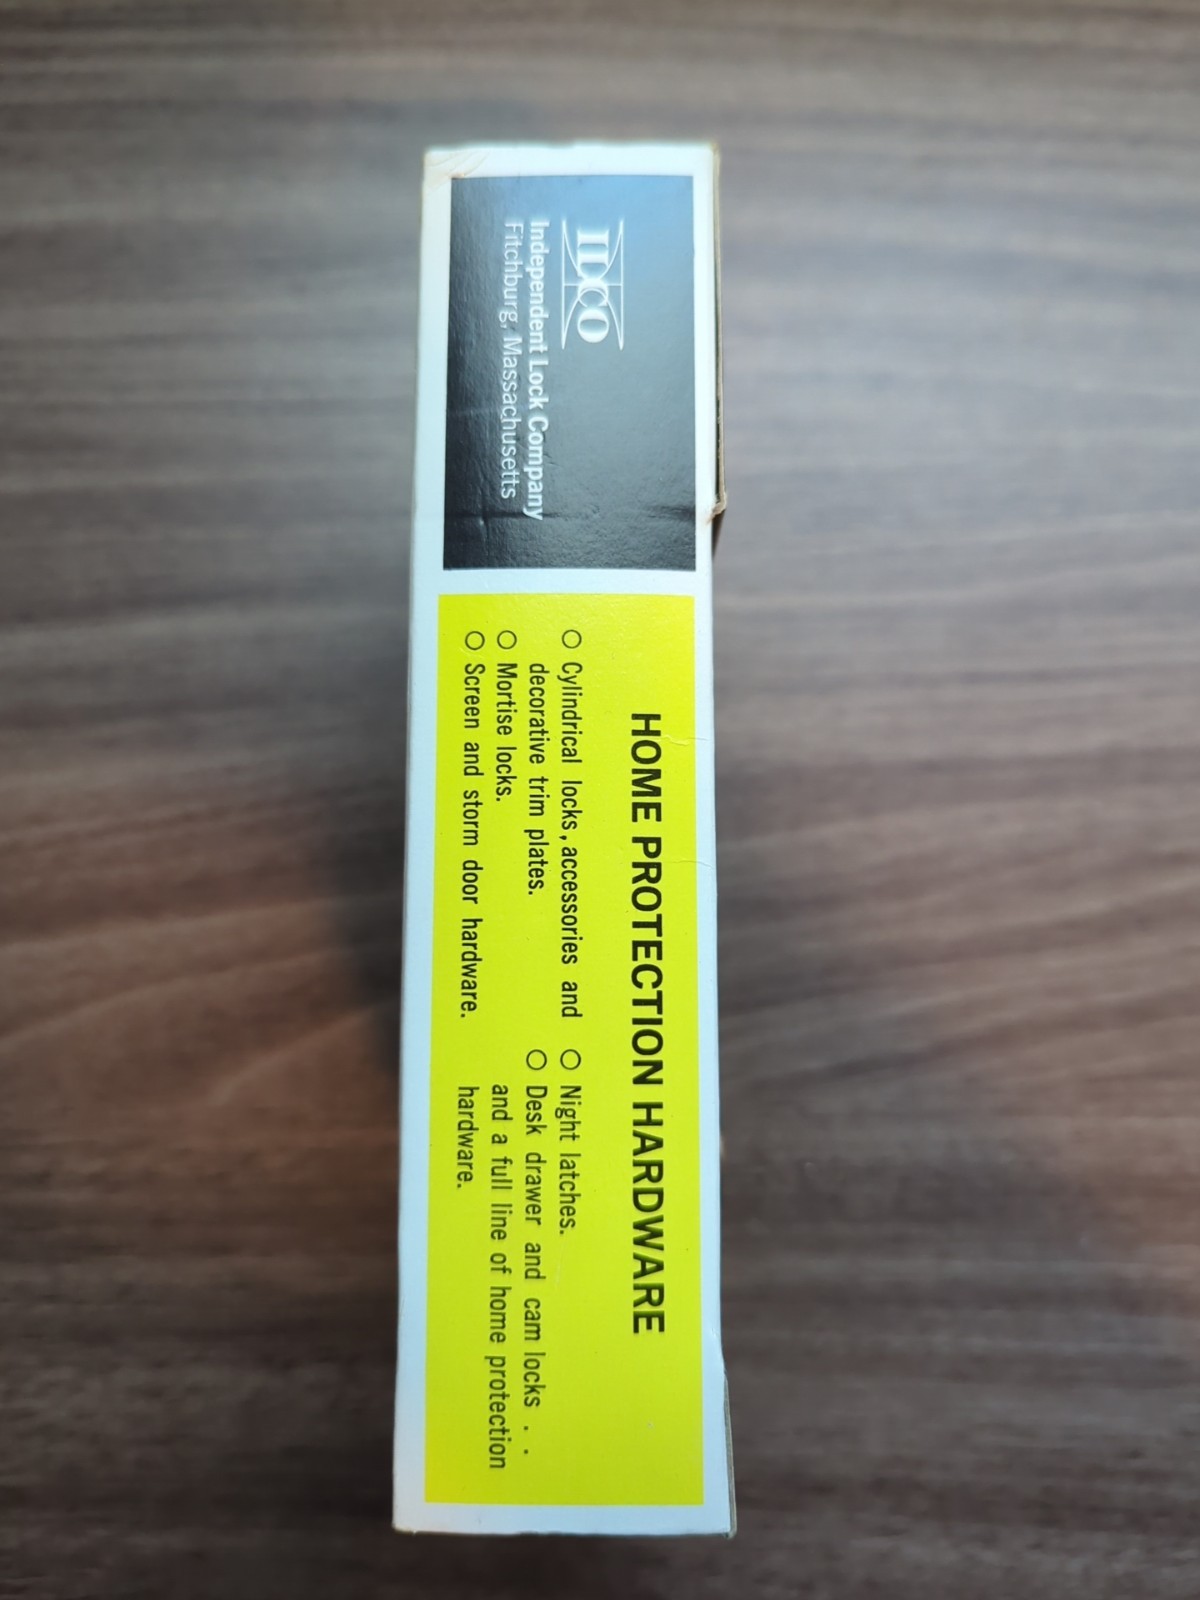 ILCO
Independent Lock Company
Fitchburg, Massachusetts
HOME PROTECTION HARDWARE
○ Cylindrical locks, accessories and
decorative trim plates.
○ Mortise locks.
○ Screen and storm door hardware.
○ Night latches.
○ Desk drawer and cam locks . .
and a full line of home protection
hardware.